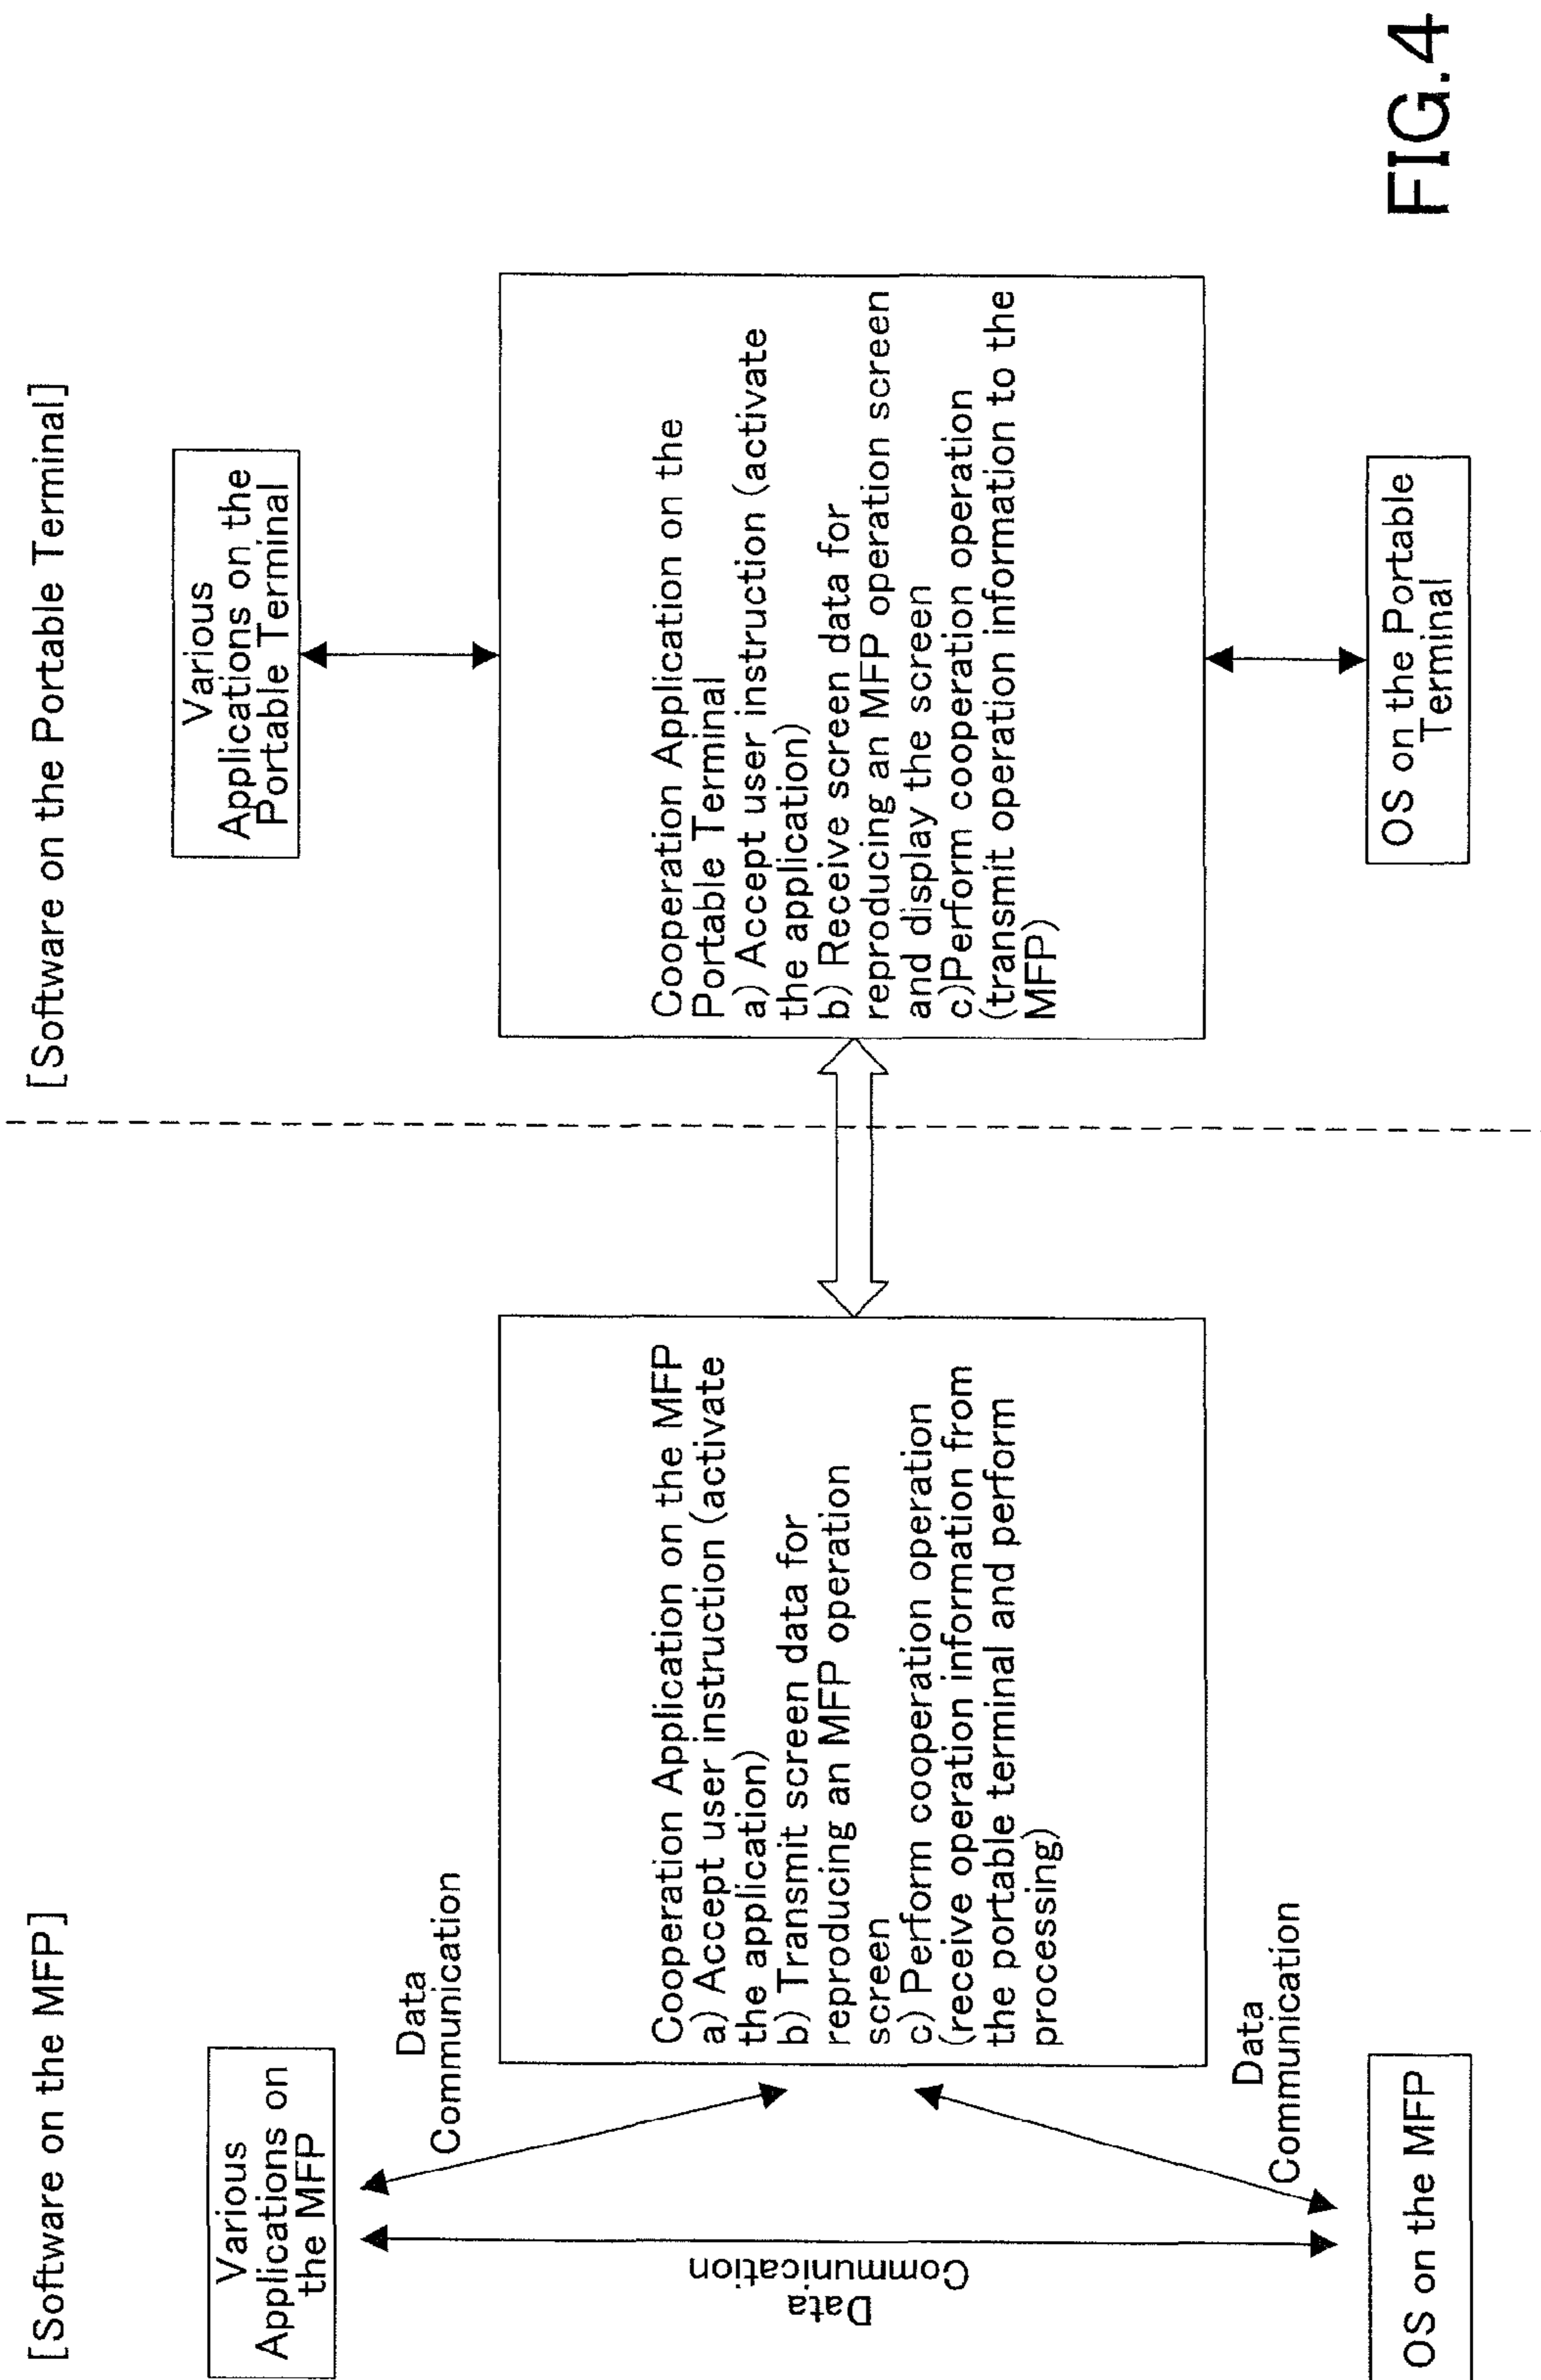 [Software on the MFP]
Various
Applications on
the MFP
Data
Communication
Data
Communication
Data
Communication
OS on the MFP
Cooperation Application on the MFP
a) Accept user instruction (activate
the application)
b) Transmit screen data for
reproducing an MFP operation
screen
c) Perform cooperation operation
(receive operation information from
the portable terminal and perform
processing)
[Software on the Portable Terminal]
Various
Applications on the
Portable Terminal
Cooperation Application on the
Portable Terminal
a) Accept user instruction (activate
the application)
b) Receive screen data for
reproducing an MFP operation screen
and display the screen
c)Perform cooperation operation
(transmit operation information to the
MFP)
OS on the Portable
Terminal
FIG.4